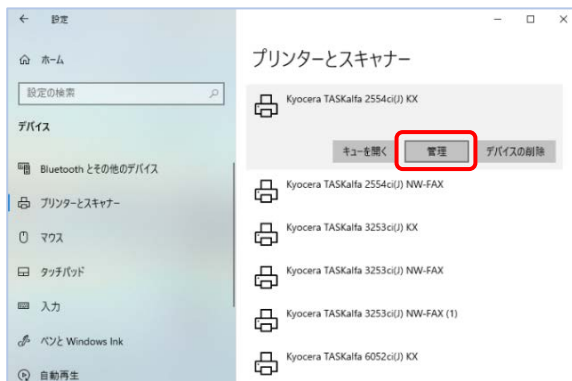 設定
ホーム
設定の検索
デバイス
Bluetooth とその他のデバイス
プリンターとスキャナー
マウス
タッチパッド
入力
ペンと Windows Ink
自動再生
プリンターとスキャナー
Kyocera TASKalfa 2554ci(J) KX
キューを開く 管理 デバイスの削除
Kyocera TASKalfa 2554ci(J) NW-FAX
Kyocera TASKalfa 3253ci(J) KX
Kyocera TASKalfa 3253ci(J) NW-FAX
Kyocera TASKalfa 3253ci(J) NW-FAX (1)
Kyocera TASKalfa 6052ci(J) KX